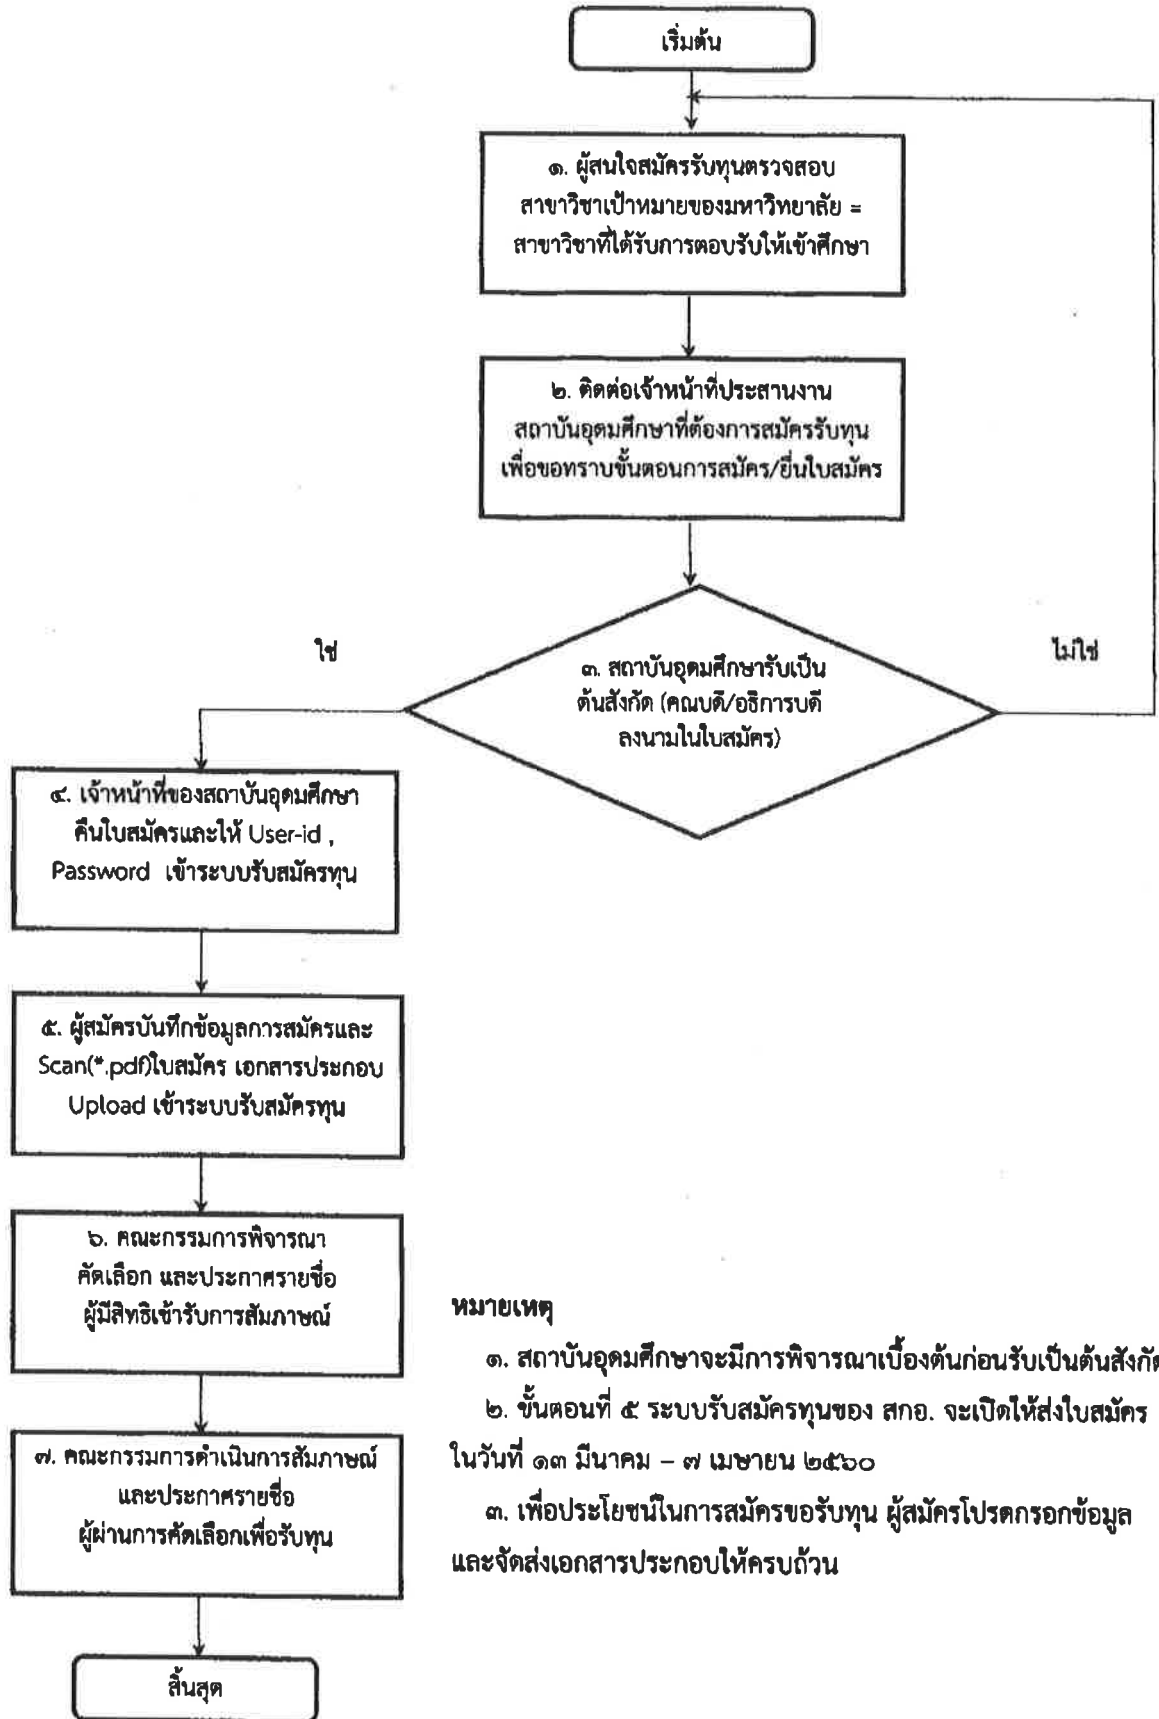 เริ่มต้น
๑. ผู้สนใจสมัครรับทุนตรวจสอบ
สาขาวิชาเป้าหมายของมหาวิทยาลัย =
สาขาวิชาที่ได้รับการตอบรับให้เข้าศึกษา
๒. ติดต่อเจ้าหน้าที่ประสานงาน
สถาบันอุดมศึกษาที่ต้องการสมัครรับทุน
เพื่อขอทราบขั้นตอนการสมัคร/ยื่นใบสมัคร
ใช่
ไม่ใช่
๓. สถาบันอุดมศึกษารับเป็น
ต้นสังกัด (คณบดี/อธิการบดี
ลงนามในใบสมัคร)
๔. เจ้าหน้าที่ของสถาบันอุดมศึกษา
คืนใบสมัครและให้ User-id ,
Password เข้าระบบรับสมัครทุน
๕. ผู้สมัครบันทึกข้อมูลการสมัครและ
Scan(*.pdf)ใบสมัคร เอกสารประกอบ
Upload เข้าระบบรับสมัครทุน
๖. คณะกรรมการพิจารณา
คัดเลือก และประกาศรายชื่อ
ผู้มีสิทธิเข้ารับการสัมภาษณ์
๗. คณะกรรมการดำเนินการสัมภาษณ์
และประกาศรายชื่อ
ผู้ผ่านการคัดเลือกเพื่อรับทุน
สิ้นสุด
หมายเหตุ
๑. สถาบันอุดมศึกษาจะมีการพิจารณาเบื้องต้นก่อนรับเป็นต้นสังกัด
๒. ขั้นตอนที่ ๕ ระบบรับสมัครทุนของ สกอ. จะเปิดให้ส่งใบสมัคร
ในวันที่ ๑๓ มีนาคม – ๗ เมษายน ๒๕๖๐
๓. เพื่อประโยชน์ในการสมัครขอรับทุน ผู้สมัครโปรดกรอกข้อมูล
และจัดส่งเอกสารประกอบให้ครบถ้วน